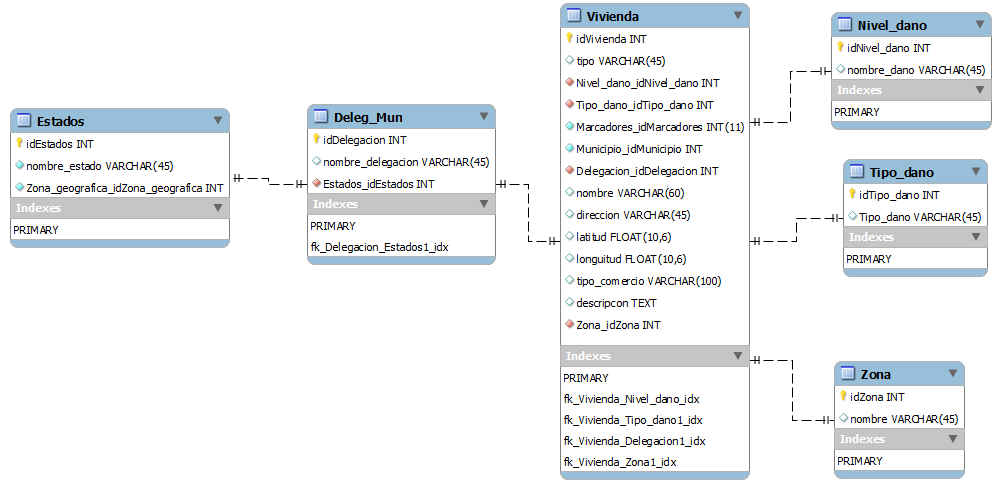 Estados
idEstados INT
nombre_estado VARCHAR(45)
Zona_geografica_idZona_geografica INT
Indexes
PRIMARY
Deleg_Mun
idDelegacion INT
nombre_delegacion VARCHAR(45)
Estados_idEstados INT
Indexes
PRIMARY
fk_Delegacion_Estados1_idx
Vivienda
idVivienda INT
tipo VARCHAR(45)
Nivel_dano_idNivel_dano INT
Tipo_dano_idTipo_dano INT
Marcadores_idMarcadores INT(11)
Municipio_idMunicipio INT
Delegacion_idDelegacion INT
nombre VARCHAR(60)
direccion VARCHAR(45)
latitud FLOAT(10,6)
longuitud FLOAT(10,6)
tipo_comercio VARCHAR(100)
descripcon TEXT
Zona_idZona INT
Indexes
PRIMARY
fk_Vivienda_Nivel_dano_idx
fk_Vivienda_Tipo_dano1_idx
fk_Vivienda_Delegacion1_idx
fk_Vivienda_Zona1_idx
Nivel_dano
idNivel_dano INT
nombre_dano VARCHAR(45)
Indexes
PRIMARY
Tipo_dano
idTipo_dano INT
Tipo_dano VARCHAR(45)
Indexes
PRIMARY
Zona
idZona INT
nombre VARCHAR(45)
Indexes
PRIMARY